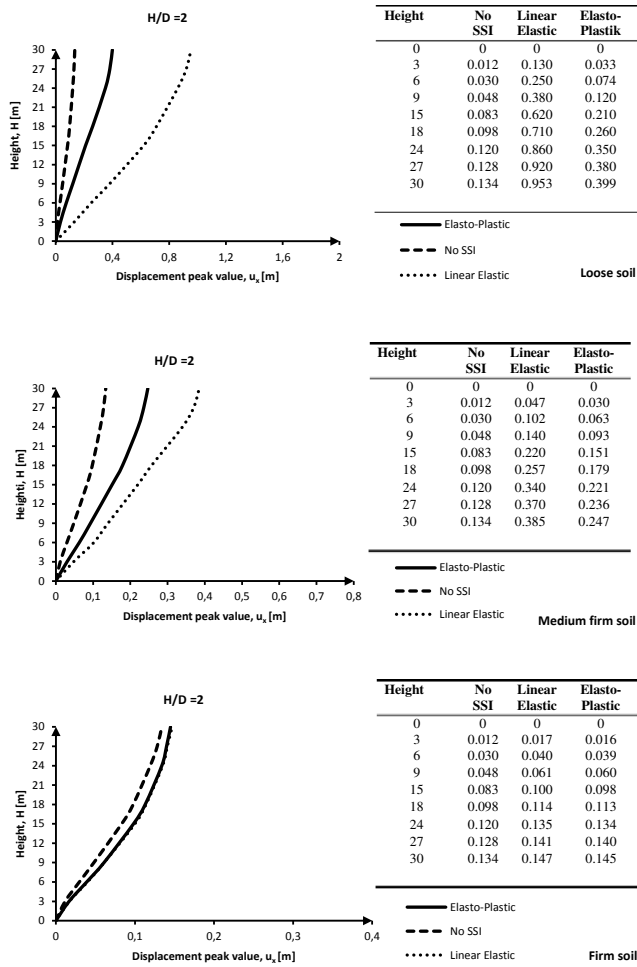 H/D =2
Height, H [m]
30
27
24
21
18
15
12
9
6
3
0
0 0,4 0,8 1,2 1,6 2
Displacement peak value, uₓ [m]
Height No Linear Elasto-
SSI Elastic Plastik
0 0 0 0
3 0.012 0.130 0.033
6 0.030 0.250 0.074
9 0.048 0.380 0.120
15 0.083 0.620 0.210
18 0.098 0.710 0.260
24 0.120 0.860 0.350
27 0.128 0.920 0.380
30 0.134 0.953 0.399
Elasto-Plastic
No SSI
Linear Elastic
Loose soil
H/D =2
Heighti, H [m]
30
27
24
21
18
15
12
9
6
3
0
0 0,1 0,2 0,3 0,4 0,5 0,6 0,7 0,8
Displacement peak value, uₓ [m]
Height No Linear Elasto-
SSI Elastic Plastic
0 0 0 0
3 0.012 0.047 0.030
6 0.030 0.102 0.063
9 0.048 0.140 0.093
15 0.083 0.220 0.151
18 0.098 0.257 0.179
24 0.120 0.340 0.221
27 0.128 0.370 0.236
30 0.134 0.385 0.247
Elasto-Plastic
No SSI
Linear Elastic
Medium firm soil
H/D =2
Height, H [m]
30
27
24
21
18
15
12
9
6
3
0
0 0,1 0,2 0,3 0,4
Displacement peak value, uₓ [m]
Height No Linear Elasto-
SSI Elastic Plastic
0 0 0 0
3 0.012 0.017 0.016
6 0.030 0.040 0.039
9 0.048 0.061 0.060
15 0.083 0.100 0.098
18 0.098 0.114 0.113
24 0.120 0.135 0.134
27 0.128 0.141 0.140
30 0.134 0.147 0.145
Elasto-Plastic
No SSI
Linear Elastic
Firm soil